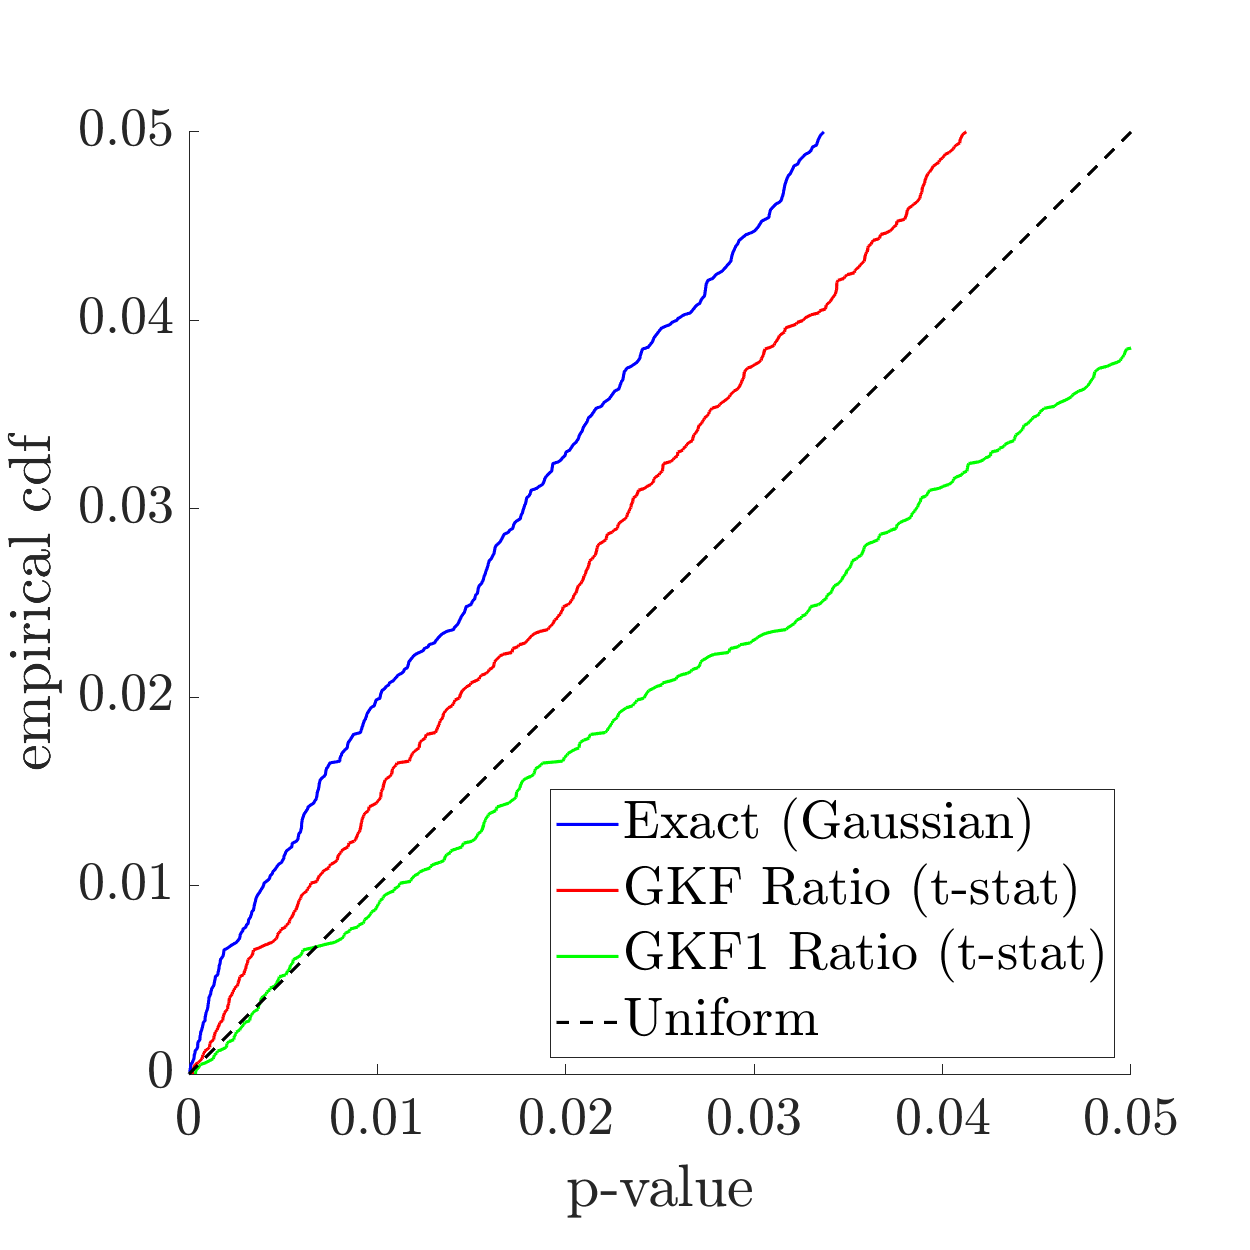 0.05
0.04
0.03
0.02
0.01
0
empirical cdf
Exact (Gaussian)
GKF Ratio (t-stat)
GKF1 Ratio (t-stat)
Uniform
0 0.01 0.02 0.03 0.04 0.05
p-value